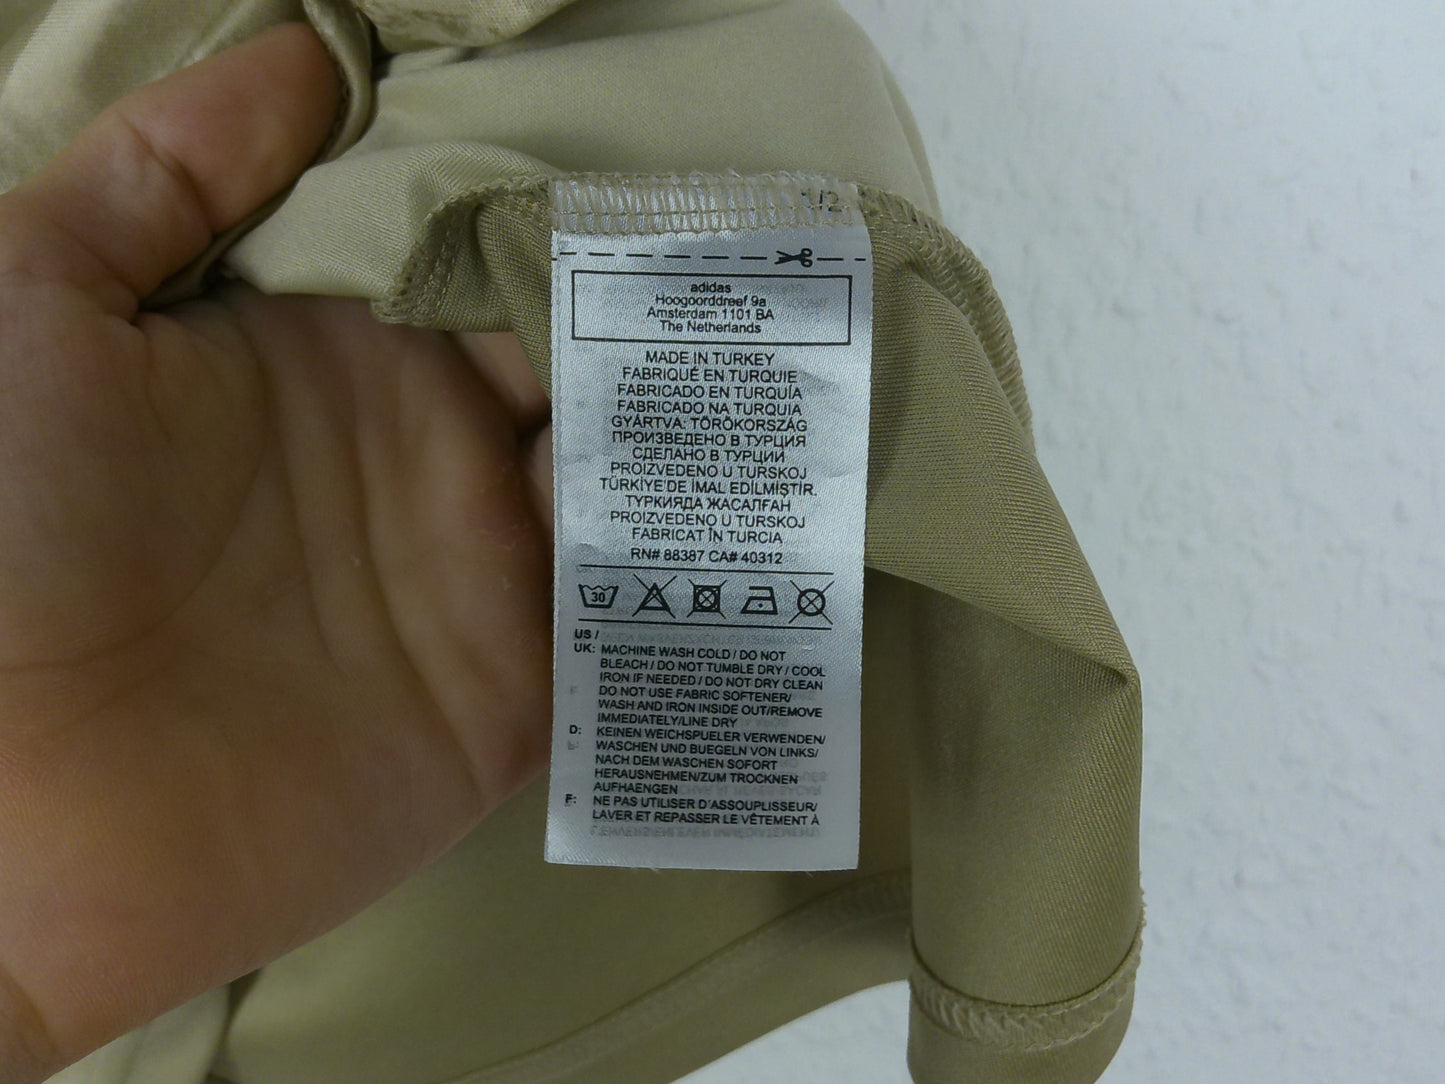 1/2
adidas
Hoogoorddreef 9a
Amsterdam 1101 BA
The Netherlands
MADE IN TURKEY
FABRIQUÉ EN TURQUIE
FABRICADO EN TURQUÍA
FABRICADO NA TURQUIA
GYÁRTVA: TÖRÖKORSZÁG
ПРОИЗВЕДЕНО В ТУРЦИЯ
СДЕЛАНО В ТУРЦИИ
PROIZVEDENO U TURSKOJ
TÜRKİYE'DE İMAL EDİLMİŞTİR.
ТУРКИЯДА ЖАСАЛҒАН
PROIZVEDENO U TURSKOJ
FABRICAT ÎN TURCIA
RN# 88387 CA# 40312
30
US /
UK: MACHINE WASH COLD / DO NOT
BLEACH / DO NOT TUMBLE DRY / COOL
IRON IF NEEDED / DO NOT DRY CLEAN
DO NOT USE FABRIC SOFTENER/
WASH AND IRON INSIDE OUT/REMOVE
IMMEDIATELY/LINE DRY
D: KEINEN WEICHSPUELER VERWENDEN/
WASCHEN UND BUEGELN VON LINKS/
NACH DEM WASCHEN SOFORT
HERAUSNEHMEN/ZUM TROCKNEN
AUFHAENGEN
F: NE PAS UTILISER D'ASSOUPLISSEUR/
LAVER ET REPASSER LE VÊTEMENT À